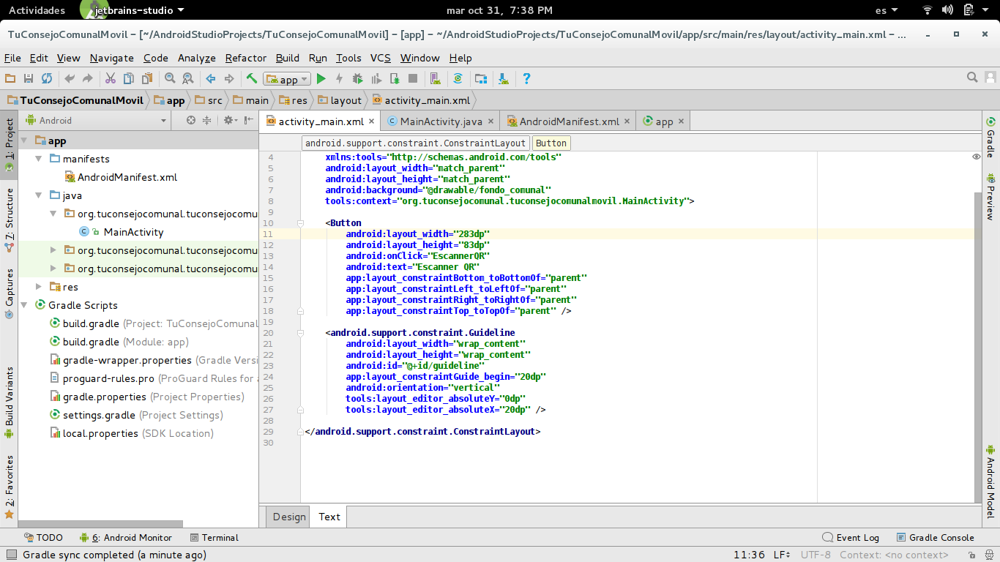 Actividades jetbrains-studio mar oct 31, 7:38 PM es
TuConsejoComunalMovil – [~/AndroidStudioProjects/TuConsejoComunalMovil] – [app] – ~/AndroidStudioProjects/TuConsejoComunalMovil/app/src/main/res/layout/activity_main.xml – ...
File Edit View Navigate Code Analyze Refactor Build Run Tools VCS Window Help
app
TuConsejoComunalMovil app src main res layout activity_main.xml
Android
activity_main.xml MainActivity.java AndroidManifest.xml app
android.support.constraint.ConstraintLayout Button
1: Project
Z: Structure
Captures
Build Variants
2: Favorites
app
manifests
AndroidManifest.xml
java
org.tuconsejocomunal.tuconsejocomu
MainActivity
org.tuconsejocomunal.tuconsejocomu
org.tuconsejocomunal.tuconsejocomu
res
Gradle Scripts
build.gradle (Project: TuConsejoComunal
build.gradle (Module: app)
gradle-wrapper.properties (Gradle Versi
proguard-rules.pro (ProGuard Rules for a
gradle.properties (Project Properties)
settings.gradle (Project Settings)
local.properties (SDK Location)
4 xmlns:tools="http://schemas.android.com/tools"
5 android:layout_width="match_parent"
6 android:layout_height="match_parent"
7 android:background="@drawable/fondo_comunal"
8 tools:context="org.tuconsejocomunal.tuconsejocomunalmovil.MainActivity">
9
10 <Button
11 android:layout_width="283dp"
12 android:layout_height="83dp"
13 android:onClick="EscannerQR"
14 android:text="Escanner QR"
15 app:layout_constraintBottom_toBottomOf="parent"
16 app:layout_constraintLeft_toLeftOf="parent"
17 app:layout_constraintRight_toRightOf="parent"
18 app:layout_constraintTop_toTopOf="parent" />
19
20 <android.support.constraint.Guideline
21 android:layout_width="wrap_content"
22 android:layout_height="wrap_content"
23 android:id="@+id/guideline"
24 app:layout_constraintGuide_begin="20dp"
25 android:orientation="vertical"
26 tools:layout_editor_absoluteY="0dp"
27 tools:layout_editor_absoluteX="20dp" />
28
29 </android.support.constraint.ConstraintLayout>
30
Gradle
Preview
Android Model
Design Text
TODO 6: Android Monitor Terminal Event Log Gradle Console
Gradle sync completed (a minute ago) 11:36 LF UTF-8 Context: <no context>